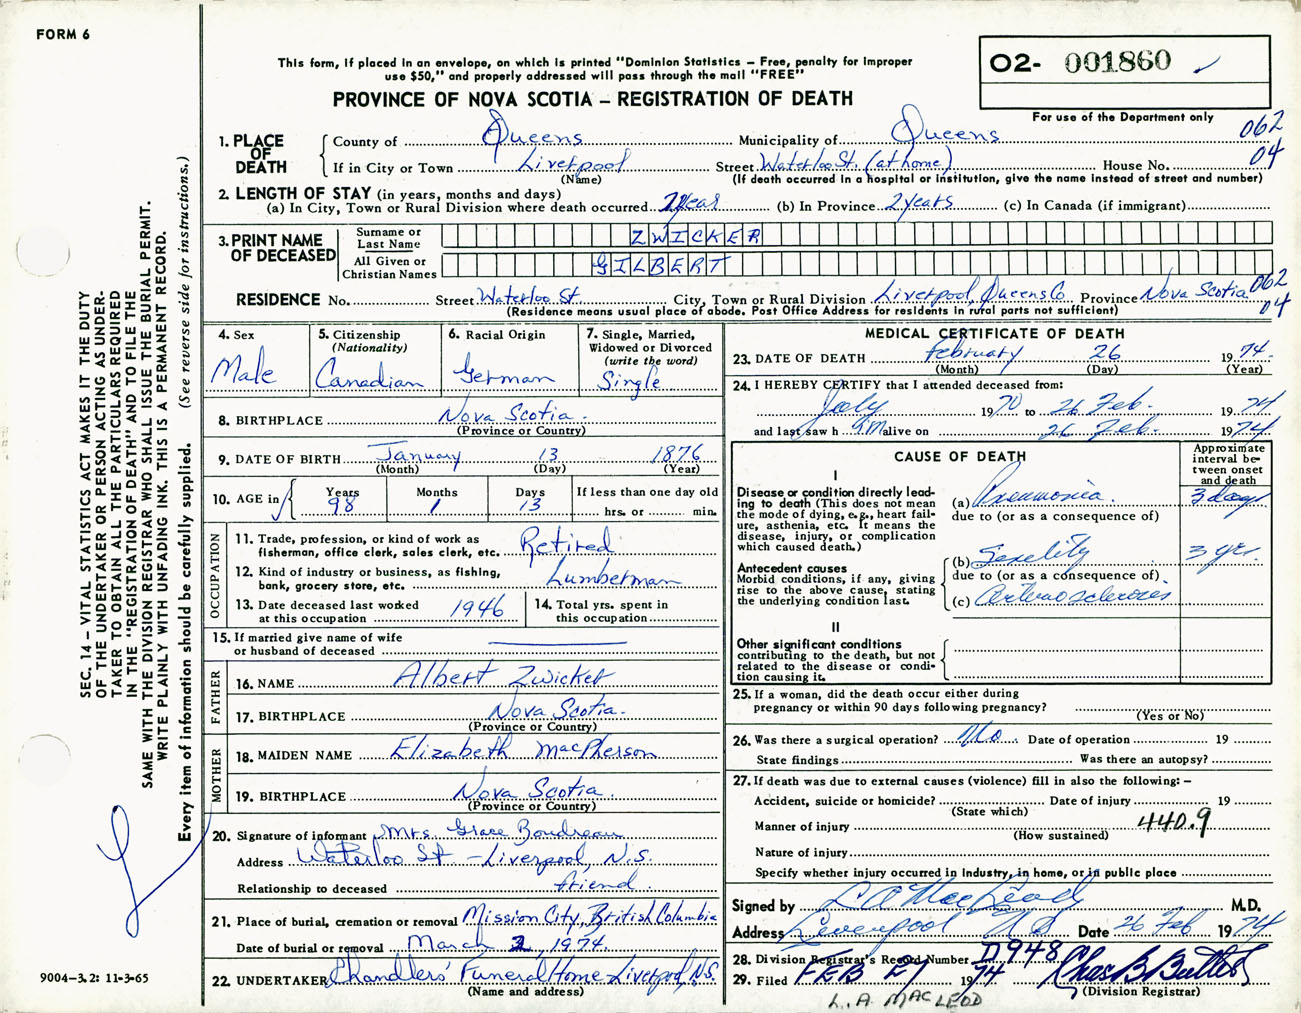 FORM 6
This form, if placed in an envelope, on which is printed "Dominion Statistics – Free, penalty for improper
use $50," and properly addressed will pass through the mail "FREE"
O2- 001860
For use of the Department only
PROVINCE OF NOVA SCOTIA – REGISTRATION OF DEATH
062
04
1. PLACE OF DEATH
County of Queens Municipality of Queens
If in City or Town Liverpool Street Waterloo St. (at home) House No.
(Name) (If death occurred in a hospital or institution, give the name instead of street and number)
2. LENGTH OF STAY (in years, months and days)
(a) In City, Town or Rural Division where death occurred year (b) In Province 2 years (c) In Canada (if immigrant)
3. PRINT NAME OF DECEASED
Surname or Last Name ZWICKER
All Given or Christian Names GILBERT
062
04
RESIDENCE No. Street Waterloo St. City, Town or Rural Division Liverpool, Queens Co Province Nova Scotia
(Residence means usual place of abode. Post Office Address for residents in rural parts not sufficient)
4. Sex Male
5. Citizenship (Nationality) Canadian
6. Racial Origin German
7. Single, Married, Widowed or Divorced (write the word) Single
8. BIRTHPLACE Nova Scotia.
(Province or Country)
9. DATE OF BIRTH January 13 1876
(Month) (Day) (Year)
10. AGE in Years 98 Months 1 Days 13 If less than one day old hrs. or min.
OCCUPATION
11. Trade, profession, or kind of work as
fisherman, office clerk, sales clerk, etc. Retired
12. Kind of industry or business, as fishing,
bank, grocery store, etc. Lumberman
13. Date deceased last worked
at this occupation 1946
14. Total yrs. spent in
this occupation
15. If married give name of wife
or husband of deceased
FATHER
16. NAME Albert Zwicker
17. BIRTHPLACE Nova Scotia.
(Province or Country)
MOTHER
18. MAIDEN NAME Elizabeth MacPherson
19. BIRTHPLACE Nova Scotia
(Province or Country)
20. Signature of informant Mrs. Grace Boudreau
Address Waterloo St – Liverpool, N.S.
Relationship to deceased friend.
21. Place of burial, cremation or removal Mission City, British Columbia
Date of burial or removal March 2, 1974.
22. UNDERTAKER Chandlers' Funeral Home Liverpool, N.S.
(Name and address)
MEDICAL CERTIFICATE OF DEATH
23. DATE OF DEATH February 26 1974
(Month) (Day) (Year)
24. I HEREBY CERTIFY that I attended deceased from:
July 1970 to 26 Feb. 1974
and last saw h im alive on 26 Feb. 1974
CAUSE OF DEATH
Approximate interval between onset and death
I
Disease or condition directly lead-
ing to death (This does not mean
the mode of dying, e.g., heart fail-
ure, asthenia, etc. It means the
disease, injury, or complication
which caused death.)
(a) Pneumonia. 3 days
due to (or as a consequence of)
Antecedent causes
Morbid conditions, if any, giving
rise to the above cause, stating
the underlying condition last.
(b) Senility 3 yr.
due to (or as a consequence of)
(c) Arteriosclerosis
II
Other significant conditions
contributing to the death, but not
related to the disease or condi-
tion causing it.
25. If a woman, did the death occur either during
pregnancy or within 90 days following pregnancy?
(Yes or No)
26. Was there a surgical operation? No Date of operation 19
State findings Was there an autopsy?
27. If death was due to external causes (violence) fill in also the following: –
Accident, suicide or homicide? Date of injury 19
(State which)
Manner of injury 440.9
(How sustained)
Nature of injury
Specify whether injury occurred in industry, in home, or in public place
Signed by L A MacLeod M.D.
Address Liverpool N S Date 26 Feb 1974
28. Division Registrar's Record Number D948
29. Filed FEB 27 1974 Chas B Butler
(Division Registrar)
L. A. MACLEOD
SEC. 14 – VITAL STATISTICS ACT MAKES IT THE DUTY
OF THE UNDERTAKER OR PERSON ACTING AS UNDER-
TAKER TO OBTAIN ALL THE PARTICULARS REQUIRED
IN THE "REGISTRATION OF DEATH" AND TO FILE THE
SAME WITH THE DIVISION REGISTRAR WHO SHALL ISSUE THE BURIAL PERMIT.
WRITE PLAINLY WITH UNFADING INK. THIS IS A PERMANENT RECORD.
Every item of information should be carefully supplied. (See reverse side for instructions.)
9004–3.2: 11-3-65